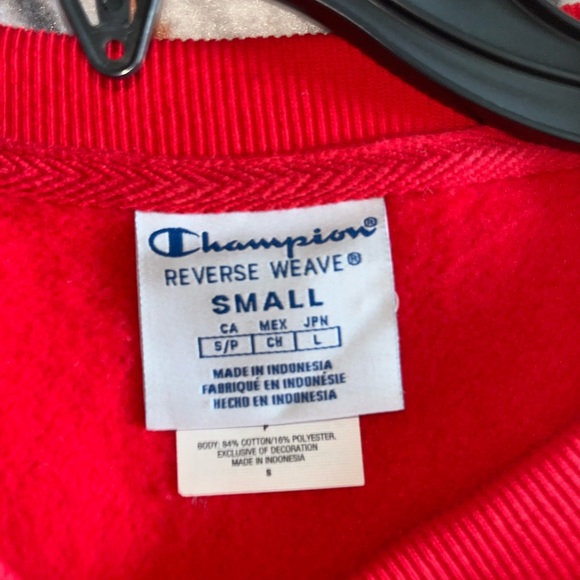 Champion®
REVERSE WEAVE®
SMALL
CA MEX JPN
S/P CH L
MADE IN INDONESIA
FABRIQUÉ EN INDONÉSIE
HECHO EN INDONESIA
BODY: 84% COTTON/16% POLYESTER.
EXCLUSIVE OF DECORATION
MADE IN INDONESIA
S